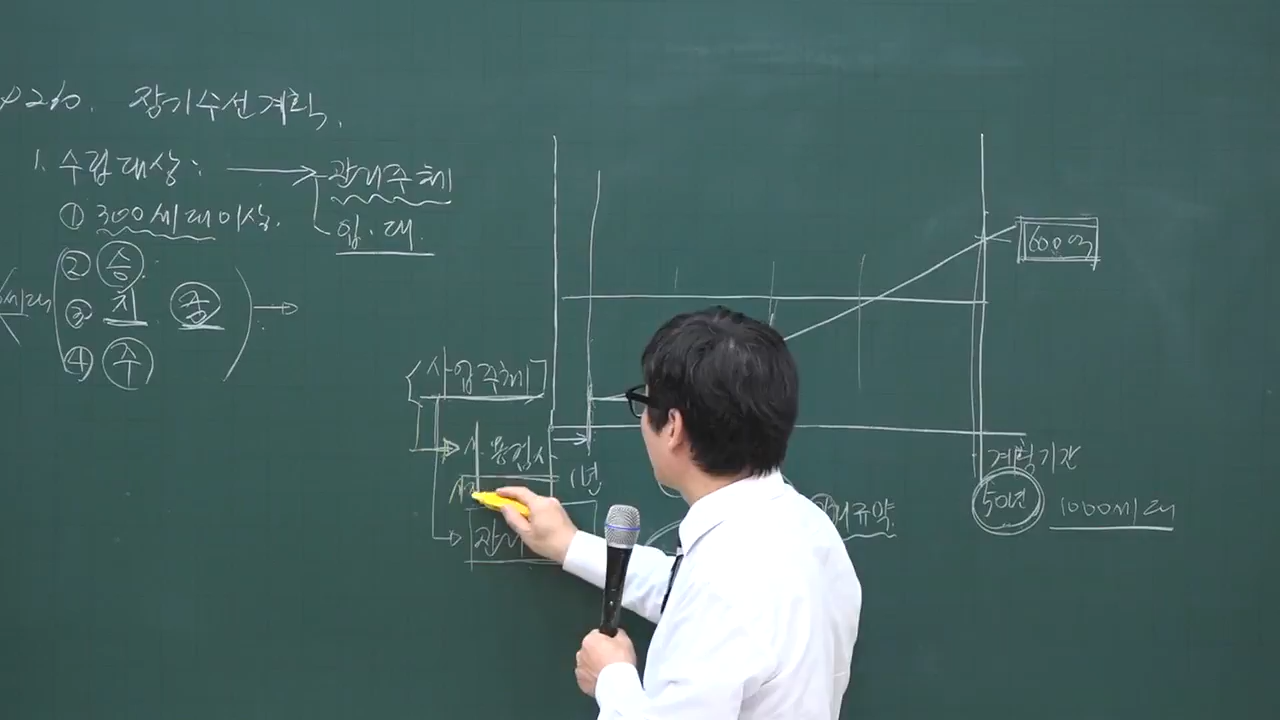 P260. 장기수선계획.
1. 수립대상: → 관리주체
① 300세대이상. 입.대.
② 승
③ 지 중
④ 주
사업주체
사용검사
1년
관리
관리규약
600억
계획기간
50년 1000세대